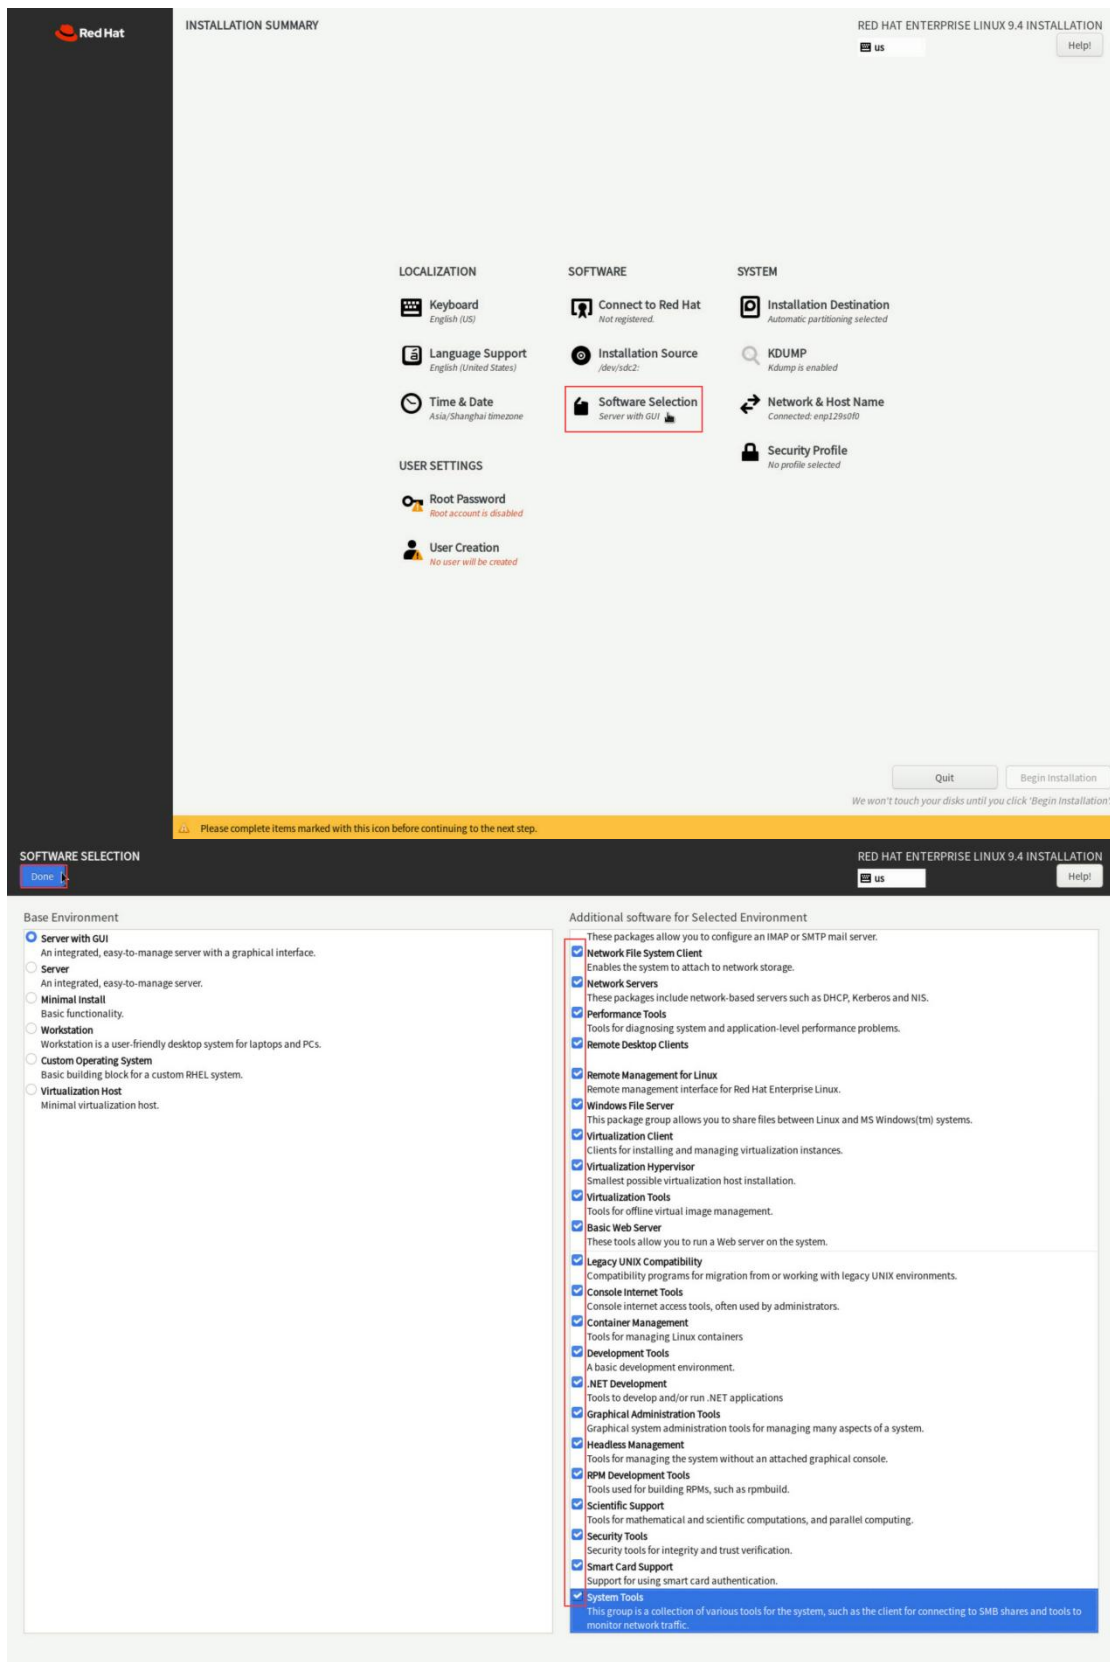 Red Hat
INSTALLATION SUMMARY
RED HAT ENTERPRISE LINUX 9.4 INSTALLATION
us
Help!
LOCALIZATION
Keyboard
English (US)
Language Support
English (United States)
Time & Date
Asia/Shanghai timezone
USER SETTINGS
Root Password
Root account is disabled
User Creation
No user will be created
SOFTWARE
Connect to Red Hat
Not registered.
Installation Source
/dev/sdc2:
Software Selection
Server with GUI
SYSTEM
Installation Destination
Automatic partitioning selected
KDUMP
Kdump is enabled
Network & Host Name
Connected: enp129s0f0
Security Profile
No profile selected
Quit
Begin Installation
We won't touch your disks until you click 'Begin Installation'
Please complete items marked with this icon before continuing to the next step.
SOFTWARE SELECTION
Done
RED HAT ENTERPRISE LINUX 9.4 INSTALLATION
us
Help!
Base Environment
Server with GUI
An integrated, easy-to-manage server with a graphical interface.
Server
An integrated, easy-to-manage server.
Minimal Install
Basic functionality.
Workstation
Workstation is a user-friendly desktop system for laptops and PCs.
Custom Operating System
Basic building block for a custom RHEL system.
Virtualization Host
Minimal virtualization host.
Additional software for Selected Environment
These packages allow you to configure an IMAP or SMTP mail server.
Network File System Client
Enables the system to attach to network storage.
Network Servers
These packages include network-based servers such as DHCP, Kerberos and NIS.
Performance Tools
Tools for diagnosing system and application-level performance problems.
Remote Desktop Clients
Remote Management for Linux
Remote management interface for Red Hat Enterprise Linux.
Windows File Server
This package group allows you to share files between Linux and MS Windows(tm) systems.
Virtualization Client
Clients for installing and managing virtualization instances.
Virtualization Hypervisor
Smallest possible virtualization host installation.
Virtualization Tools
Tools for offline virtual image management.
Basic Web Server
These tools allow you to run a Web server on the system.
Legacy UNIX Compatibility
Compatibility programs for migration from or working with legacy UNIX environments.
Console Internet Tools
Console internet access tools, often used by administrators.
Container Management
Tools for managing Linux containers
Development Tools
A basic development environment.
.NET Development
Tools to develop and/or run .NET applications
Graphical Administration Tools
Graphical system administration tools for managing many aspects of a system.
Headless Management
Tools for managing the system without an attached graphical console.
RPM Development Tools
Tools used for building RPMs, such as rpmbuild.
Scientific Support
Tools for mathematical and scientific computations, and parallel computing.
Security Tools
Security tools for integrity and trust verification.
Smart Card Support
Support for using smart card authentication.
System Tools
This group is a collection of various tools for the system, such as the client for connecting to SMB shares and tools to
monitor network traffic.